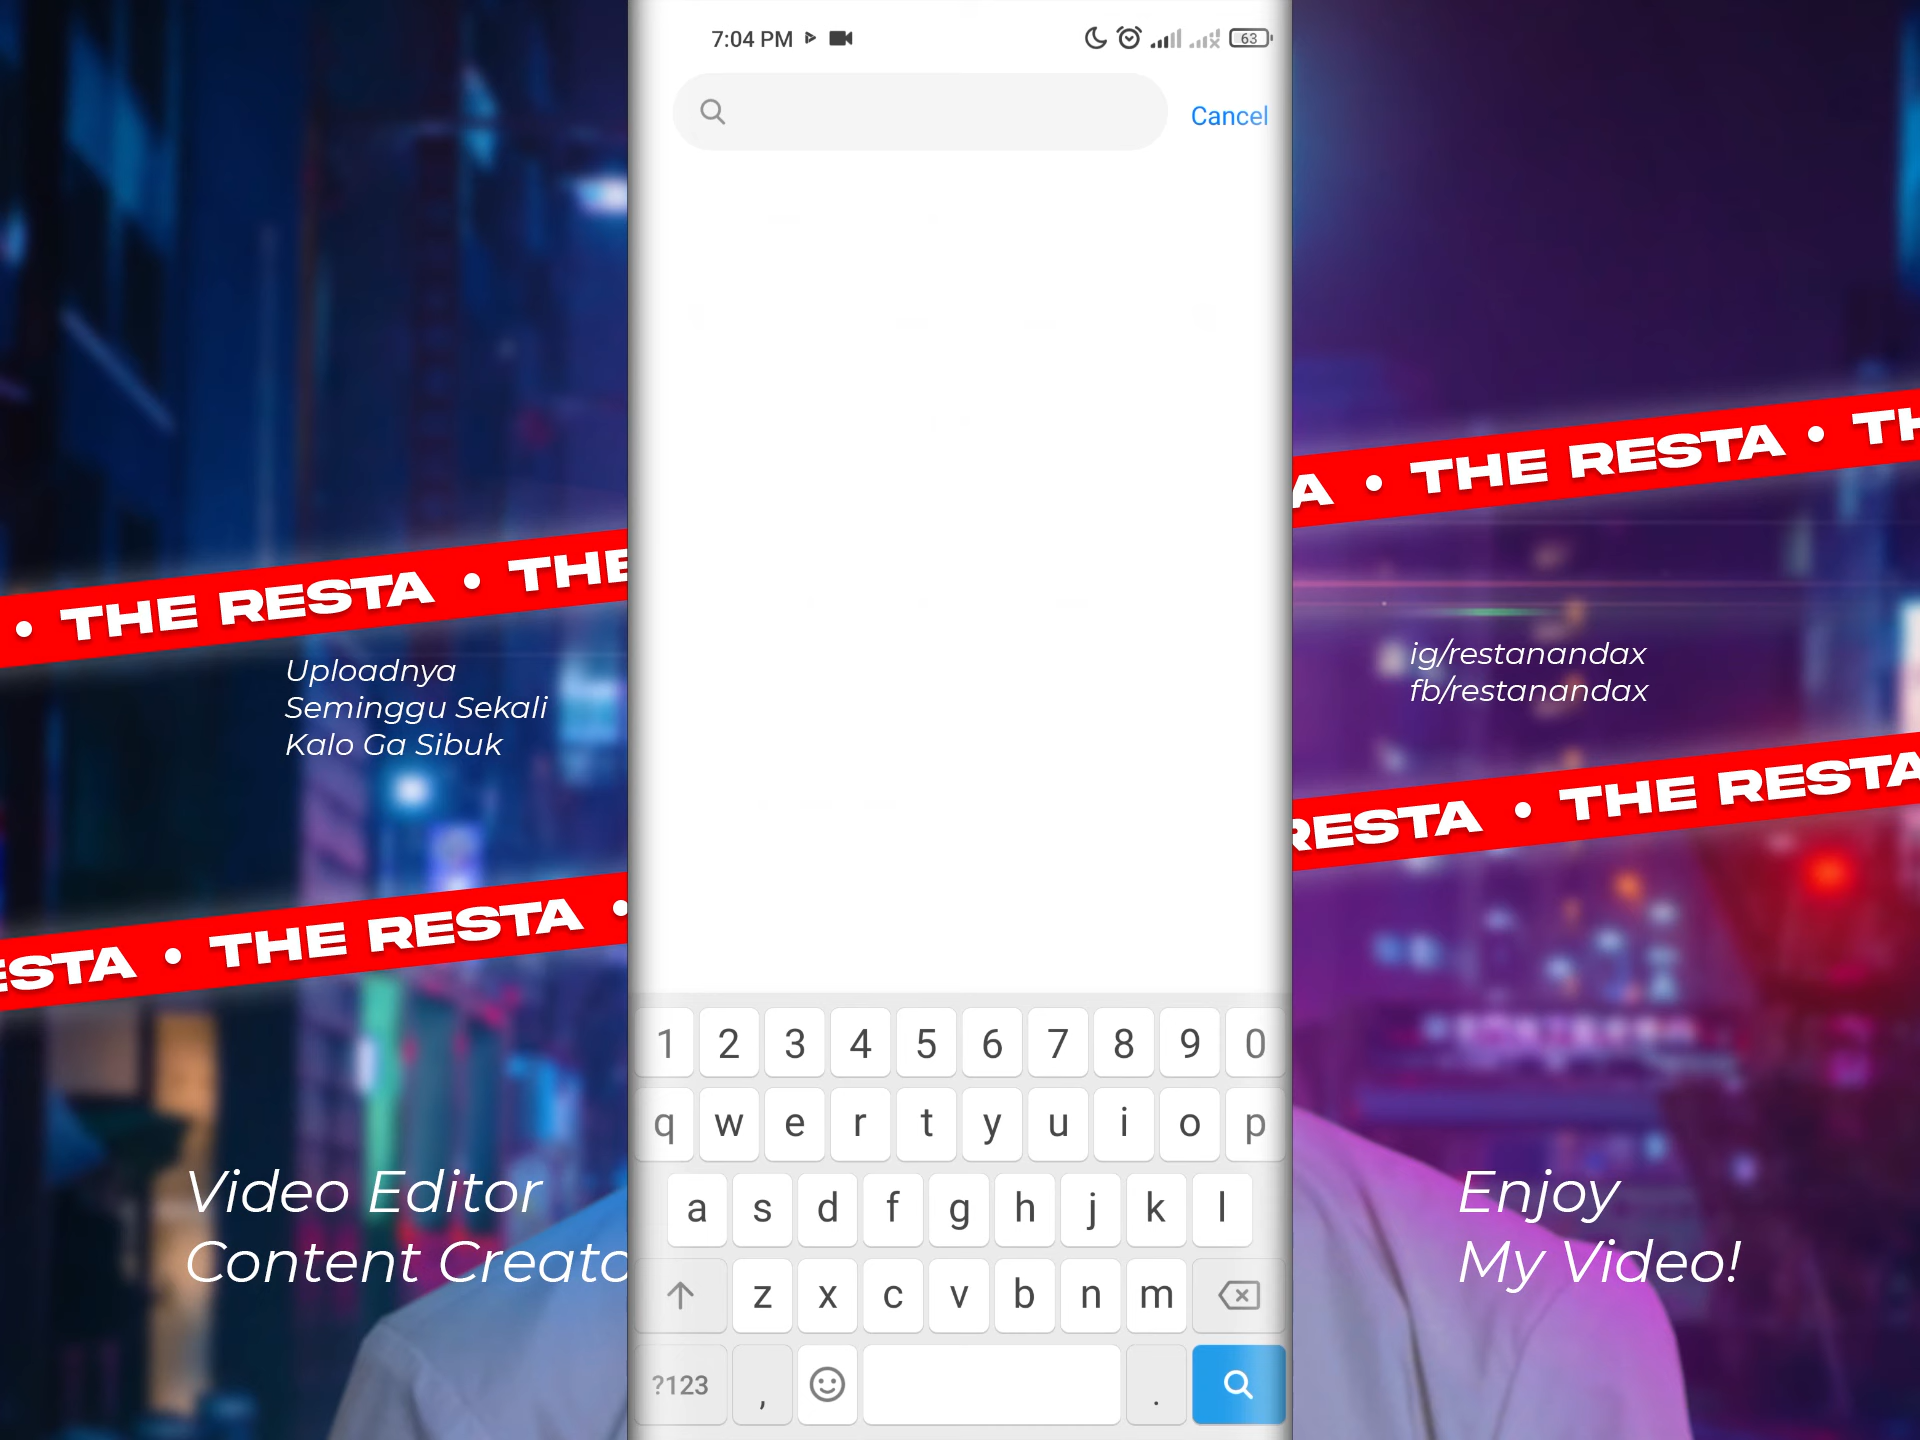 7:04 PM
63
Cancel
A • THE RESTA • TH
• THE RESTA • THE
Uploadnya
Seminggu Sekali
Kalo Ga Sibuk
ig/restanandax
fb/restanandax
RESTA • THE RESTA
ESTA • THE RESTA •
Video Editor
Content Creato
Enjoy
My Video!
1 2 3 4 5 6 7 8 9 0
q w e r t y u i o p
a s d f g h j k l
z x c v b n m
?123 , .